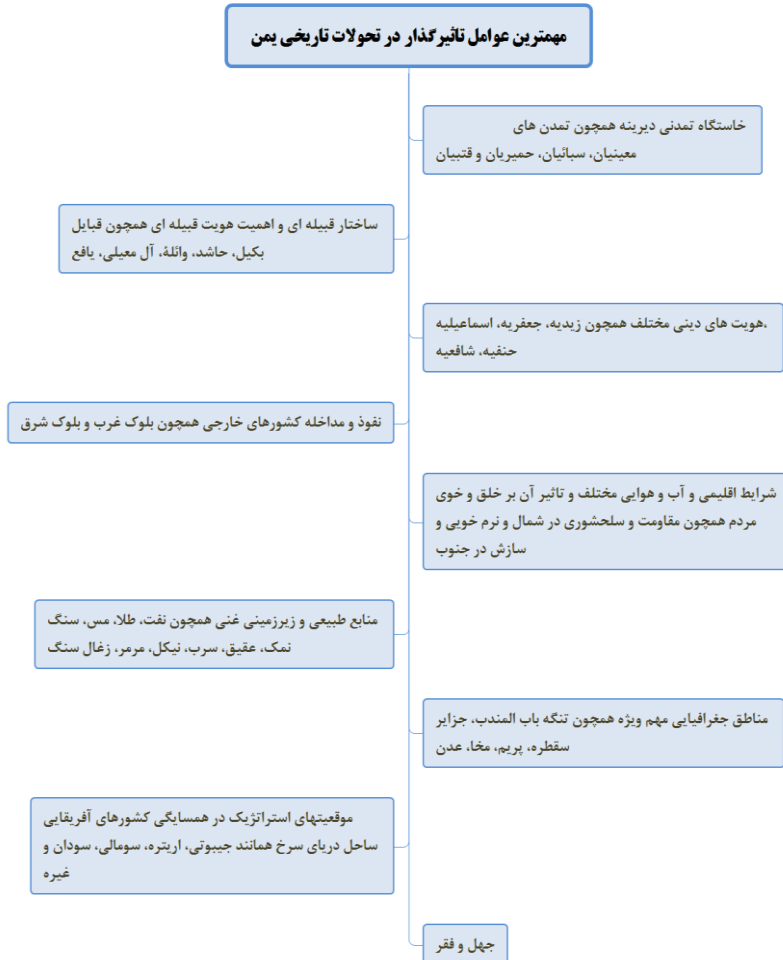 مهمترین عوامل تاثیرگذار در تحولات تاریخی یمن
خاستگاه تمدنی دیرینه همچون تمدن های
معینیان، سبائیان، حمیریان و قتبیان
ساختار قبیله ای و اهمیت هویت قبیله ای همچون قبایل
بکیل، حاشد، وائلة، آل معیلی، یافع
،هویت های دینی مختلف همچون زیدیه، جعفریه، اسماعیلیه
حنفیه، شافعیه
نفوذ و مداخله کشورهای خارجی همچون بلوک غرب و بلوک شرق
شرایط اقلیمی و آب و هوایی مختلف و تاثیر آن بر خلق و خوی
مردم همچون مقاومت و سلحشوری در شمال و نرم خویی و
سازش در جنوب
منابع طبیعی و زیرزمینی غنی همچون نفت، طلا، مس، سنگ
نمک، عقیق، سرب، نیکل، مرمر، زغال سنگ
مناطق جغرافیایی مهم ویژه همچون تنگه باب المندب، جزایر
سقطره، پریم، مخا، عدن
موقعیتهای استراتژیک در همسایگی کشورهای آفریقایی
ساحل دریای سرخ همانند جیبوتی، اریتره، سومالی، سودان و
غیره
جهل و فقر